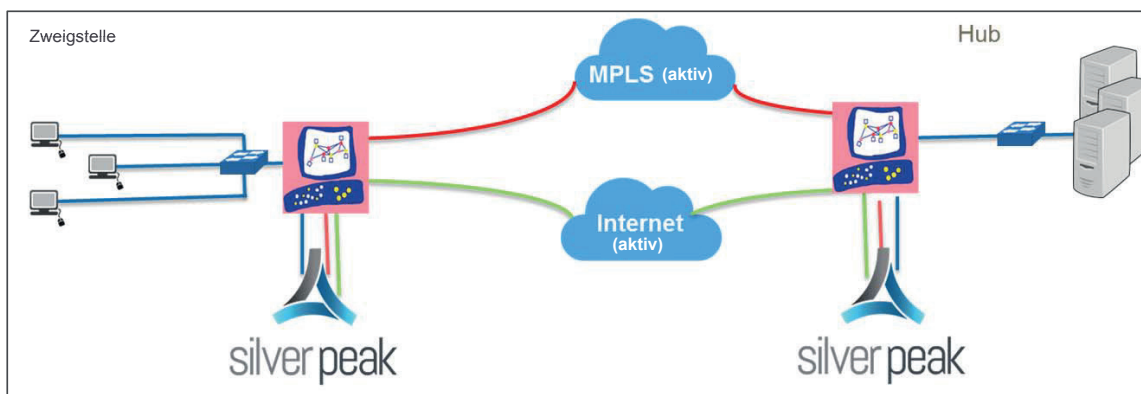 Zweigstelle
Hub
MPLS (aktiv)
Internet
(aktiv)
silver peak
silver peak